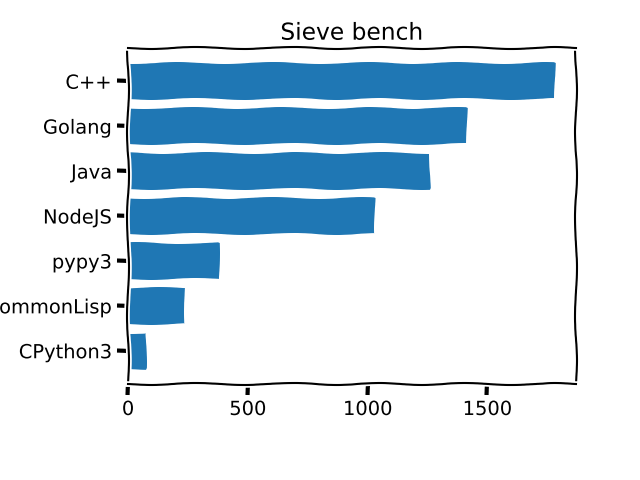 Sieve bench
C++
Golang
Java
NodeJS
pypy3
ommonLisp
CPython3
0 500 1000 1500